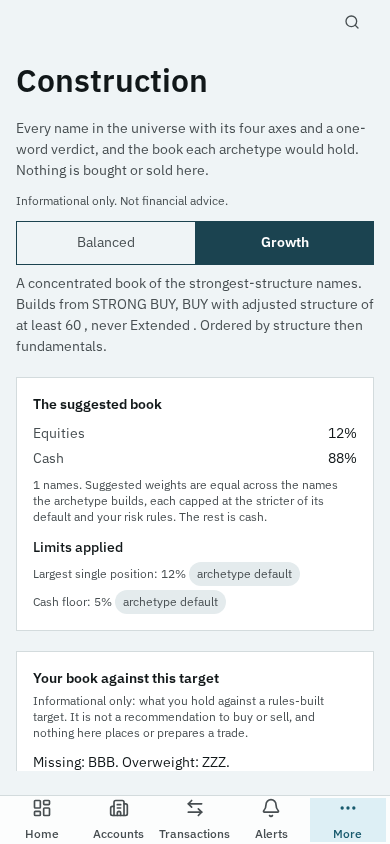 Construction
Every name in the universe with its four axes and a one-
word verdict, and the book each archetype would hold.
Nothing is bought or sold here.
Informational only. Not financial advice.
Balanced
Growth
A concentrated book of the strongest-structure names.
Builds from STRONG BUY, BUY with adjusted structure of
at least 60 , never Extended . Ordered by structure then
fundamentals.
The suggested book
Equities 12%
Cash 88%
1 names. Suggested weights are equal across the names
the archetype builds, each capped at the stricter of its
default and your risk rules. The rest is cash.
Limits applied
Largest single position: 12% archetype default
Cash floor: 5% archetype default
Your book against this target
Informational only: what you hold against a rules-built
target. It is not a recommendation to buy or sell, and
nothing here places or prepares a trade.
Missing: BBB. Overweight: ZZZ.
Home Accounts Transactions Alerts More